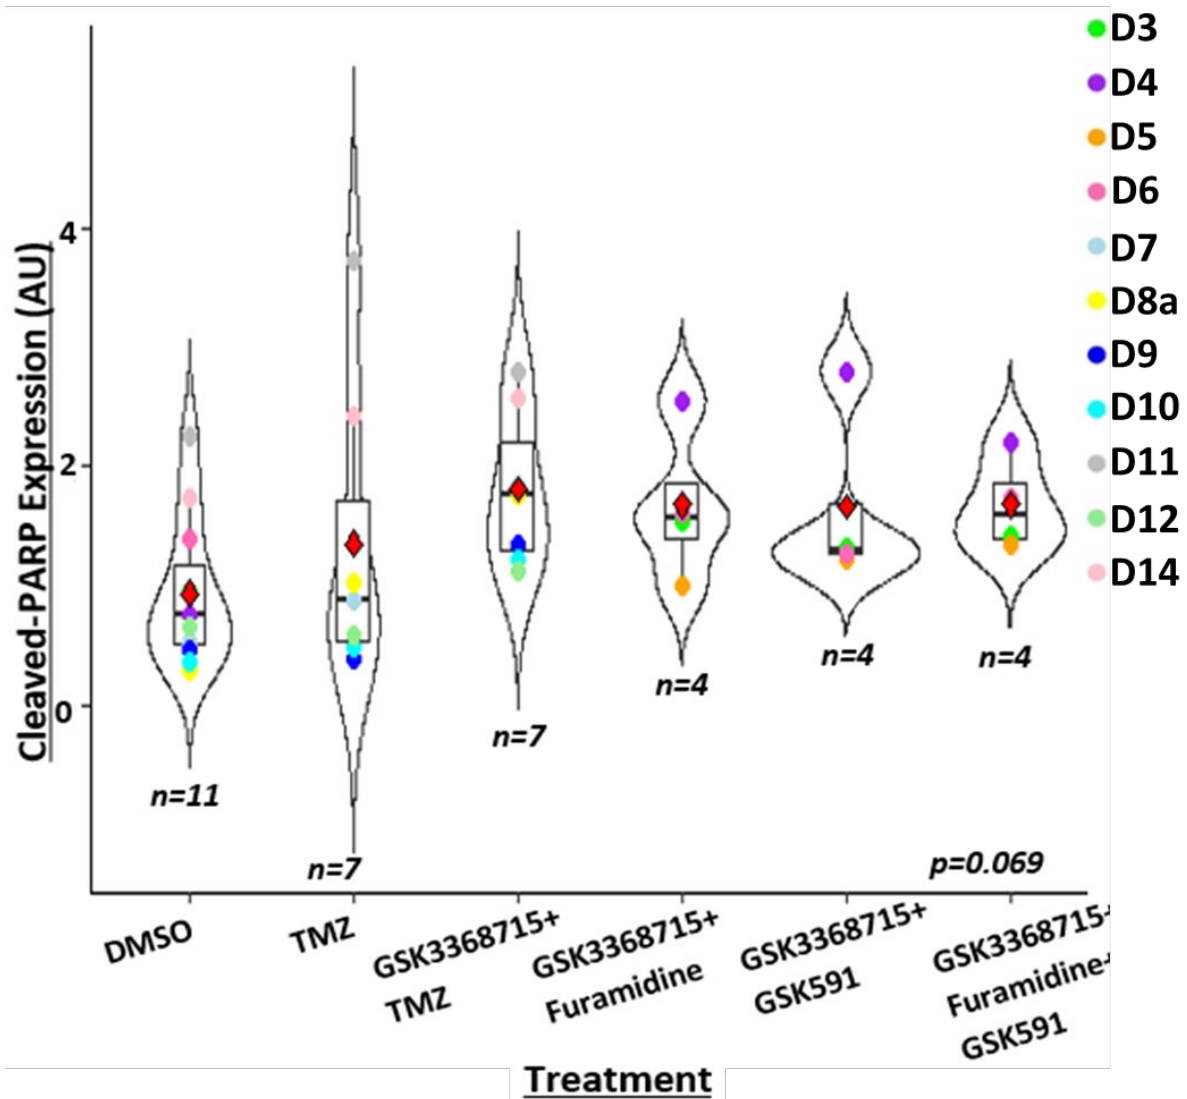 Cleaved-PARP Expression (AU)
4
2
0
n=11
n=7
n=7
n=4
n=4
n=4
p=0.069
DMSO
TMZ
GSK3368715+
TMZ
GSK3368715+
Furamidine
GSK3368715+
GSK591
GSK3368715+
Furamidine+
GSK591
Treatment
D3
D4
D5
D6
D7
D8a
D9
D10
D11
D12
D14